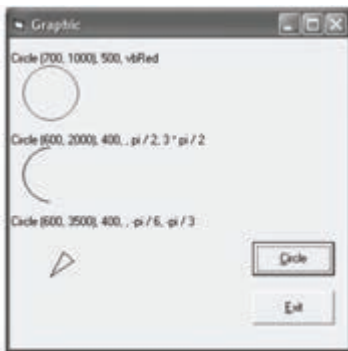 Graphic
Circle (700, 1000), 500, vbRed
Circle (600, 2000), 400, , pi / 2, 3 * pi / 2
Circle (600, 3500), 400, , -pi / 6, -pi / 3
Circle
Exit